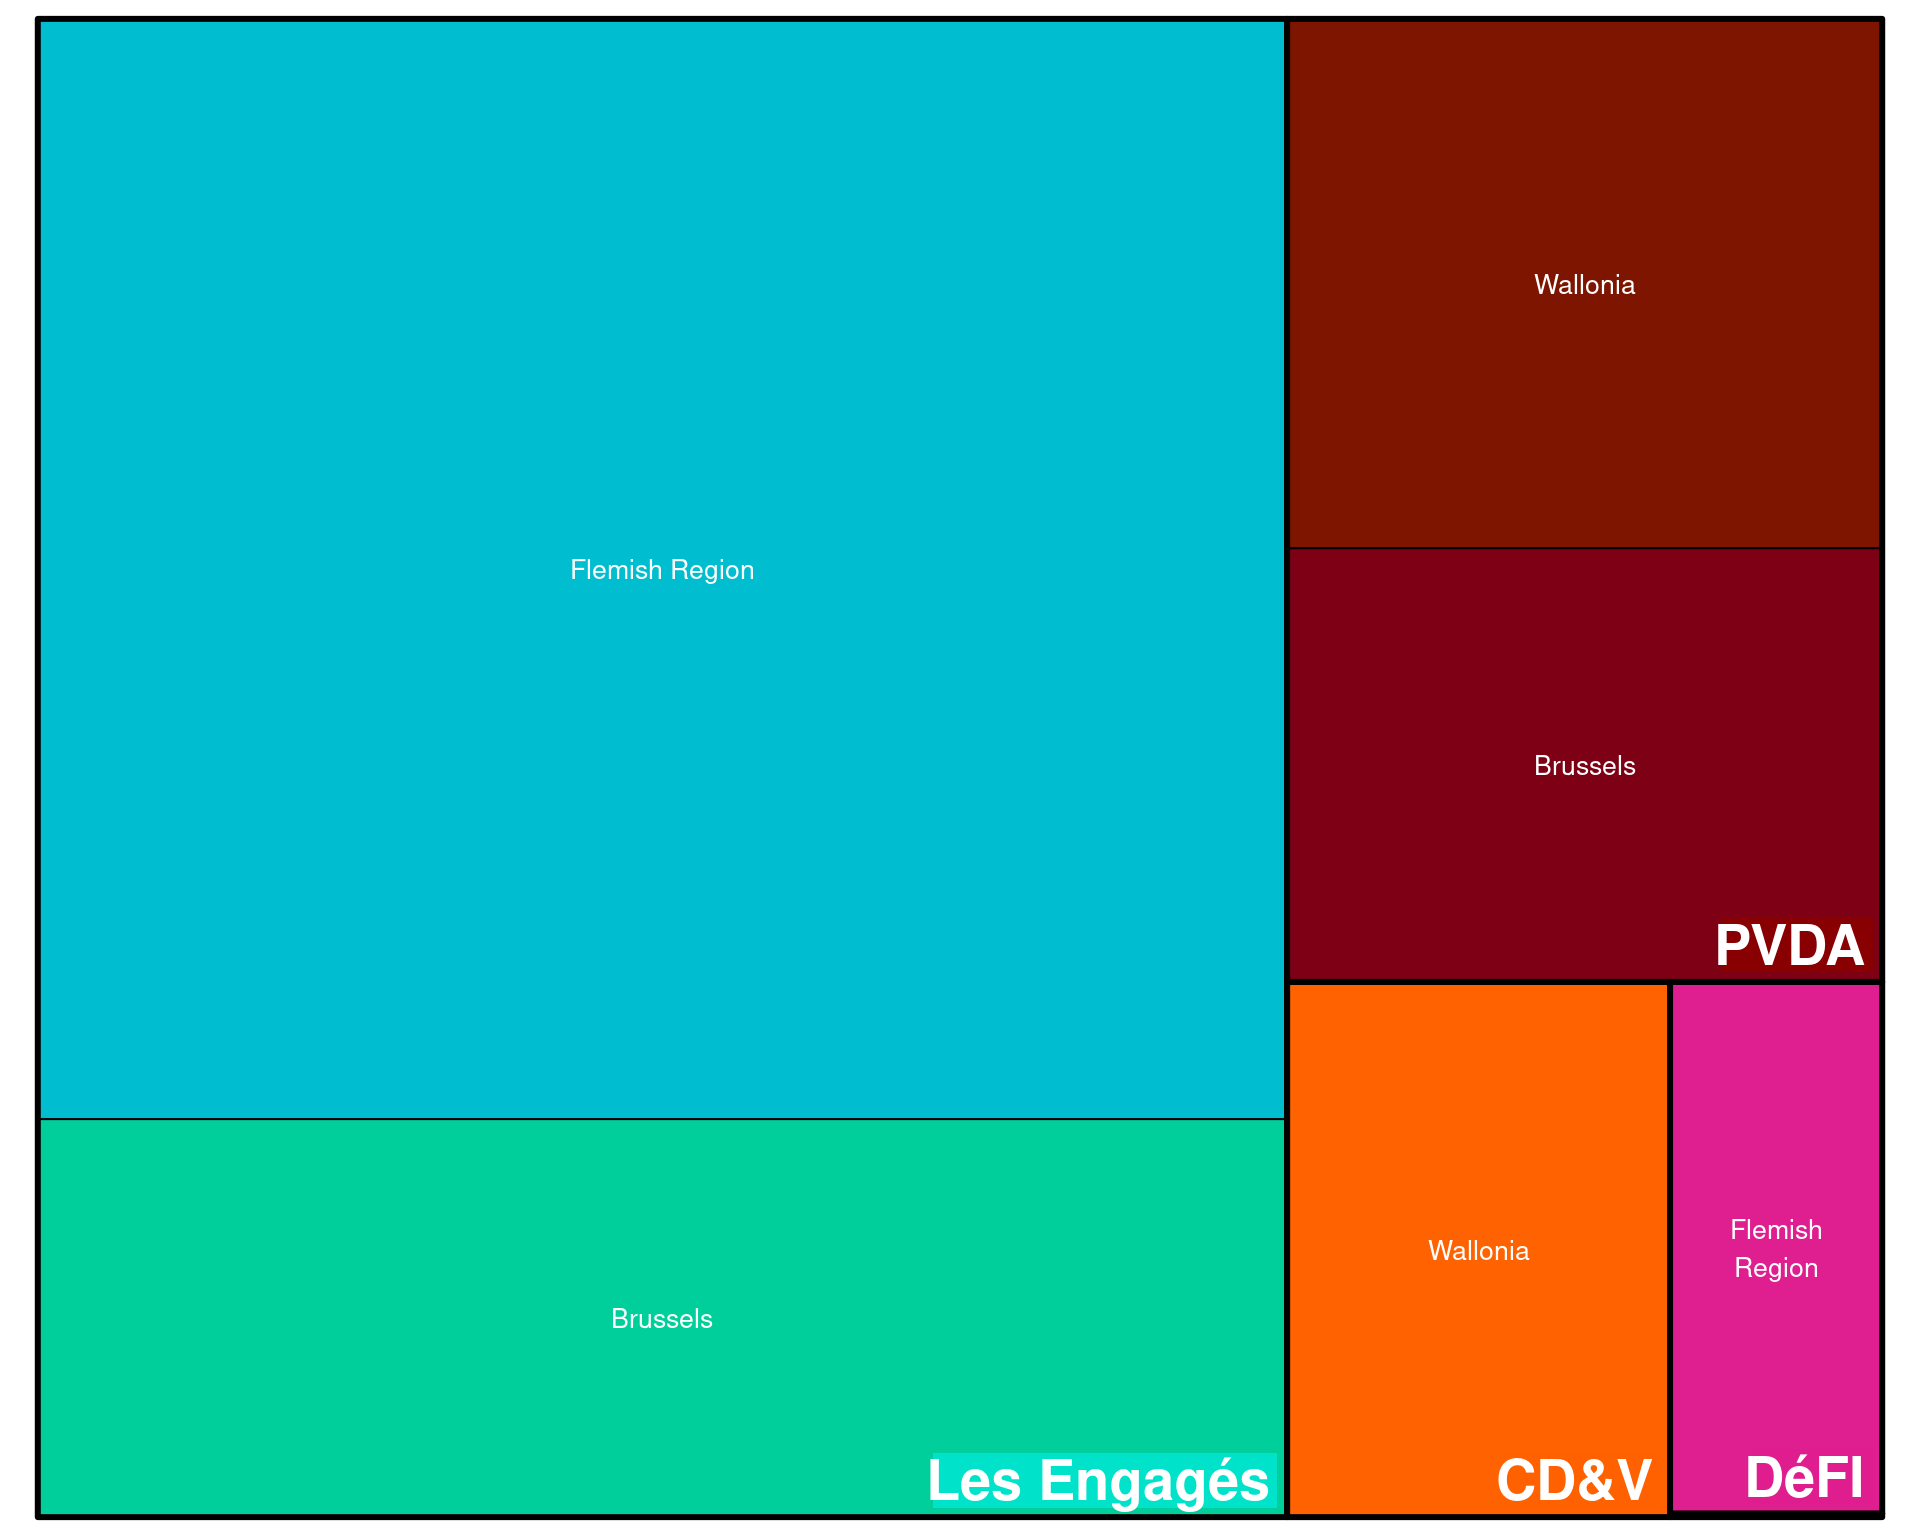 Flemish Region
Brussels
Les Engagés
Wallonia
Brussels
PVDA
Wallonia
CD&V
Flemish
Region
DéFI